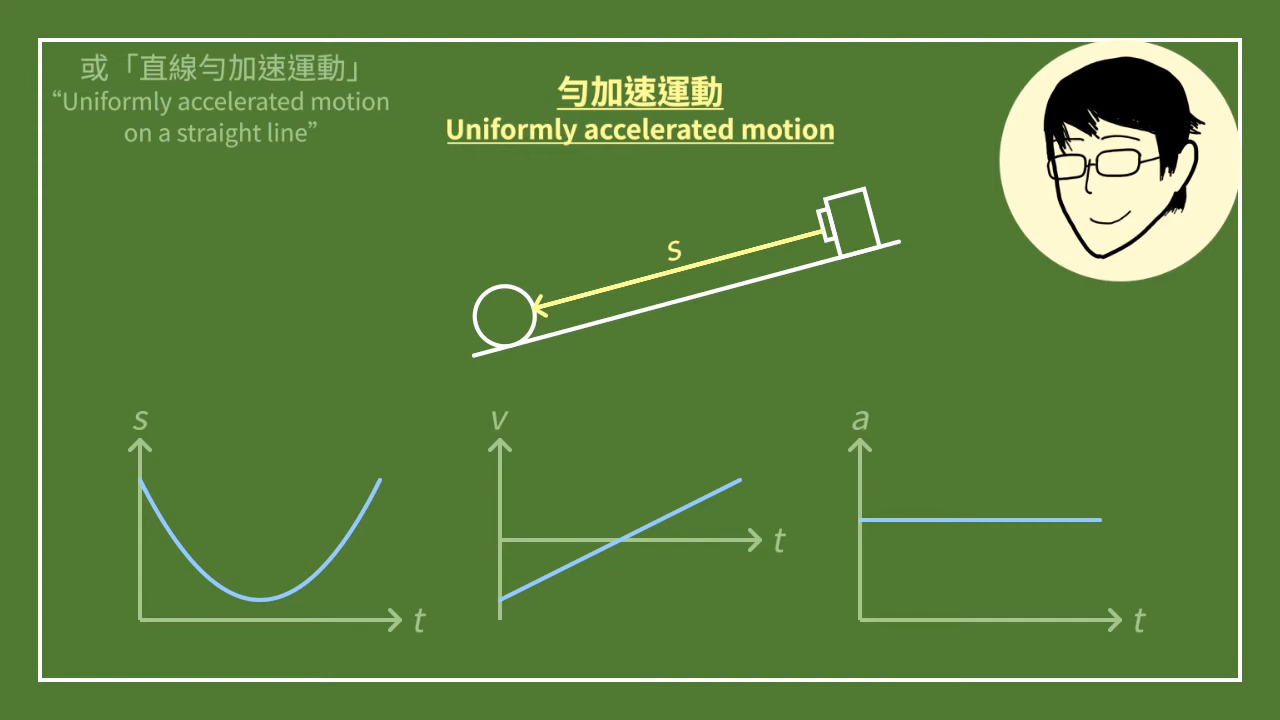 或「直線勻加速運動」
“Uniformly accelerated motion
on a straight line”
勻加速運動
Uniformly accelerated motion
s
s
t
v
t
a
t